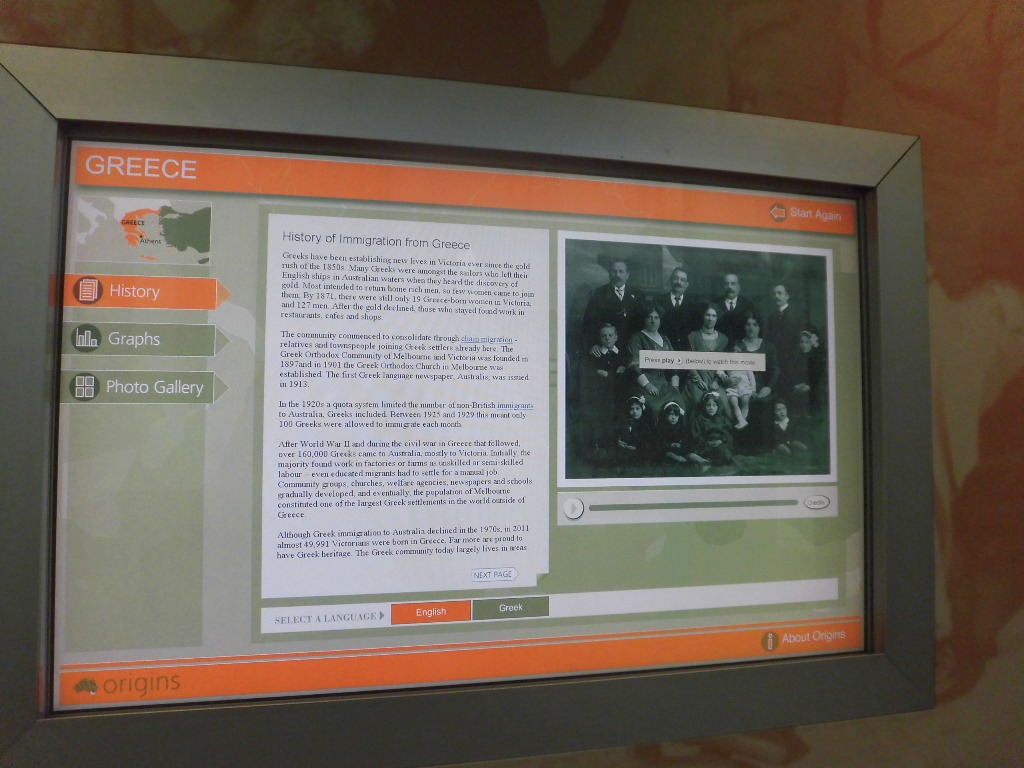 GREECE
Start Again
GREECE
Athens
History
Graphs
Photo Gallery
History of Immigration from Greece
Greeks have been establishing new lives in Victoria ever since the gold
rush of the 1850s. Many Greeks were amongst the sailors who left their
English ships in Australian waters when they heard the discovery of
gold. Most intended to return home rich men, so few women came to join
them. By 1871, there were still only 19 Greece-born women in Victoria,
and 127 men. After the gold declined, those who stayed found work in
restaurants, cafes and shops.
The community commenced to consolidate through chain migration -
relatives and townspeople joining Greek settlers already here. The
Greek Orthodox Community of Melbourne and Victoria was founded in
1897and in 1901 the Greek Orthodox Church in Melbourne was
established. The first Greek language newspaper, Australia, was issued
in 1913.
In the 1920s a quota system limited the number of non-British immigrants
to Australia, Greeks included. Between 1925 and 1929 this meant only
100 Greeks were allowed to immigrate each month.
After World War II and during the civil war in Greece that followed,
over 160,000 Greeks came to Australia, mostly to Victoria. Initially, the
majority found work in factories or farms as unskilled or semi-skilled
labour – even educated migrants had to settle for a manual job.
Community groups, churches, welfare agencies, newspapers and schools
gradually developed, and eventually, the population of Melbourne
constituted one of the largest Greek settlements in the world outside of
Greece.
Although Greek immigration to Australia declined in the 1970s, in 2011
almost 49,991 Victorians were born in Greece. Far more are proud to
have Greek heritage. The Greek community today largely lives in areas
NEXT PAGE
Press play (below) to watch this movie
Credits
SELECT A LANGUAGE
English
Greek
About Origins
origins